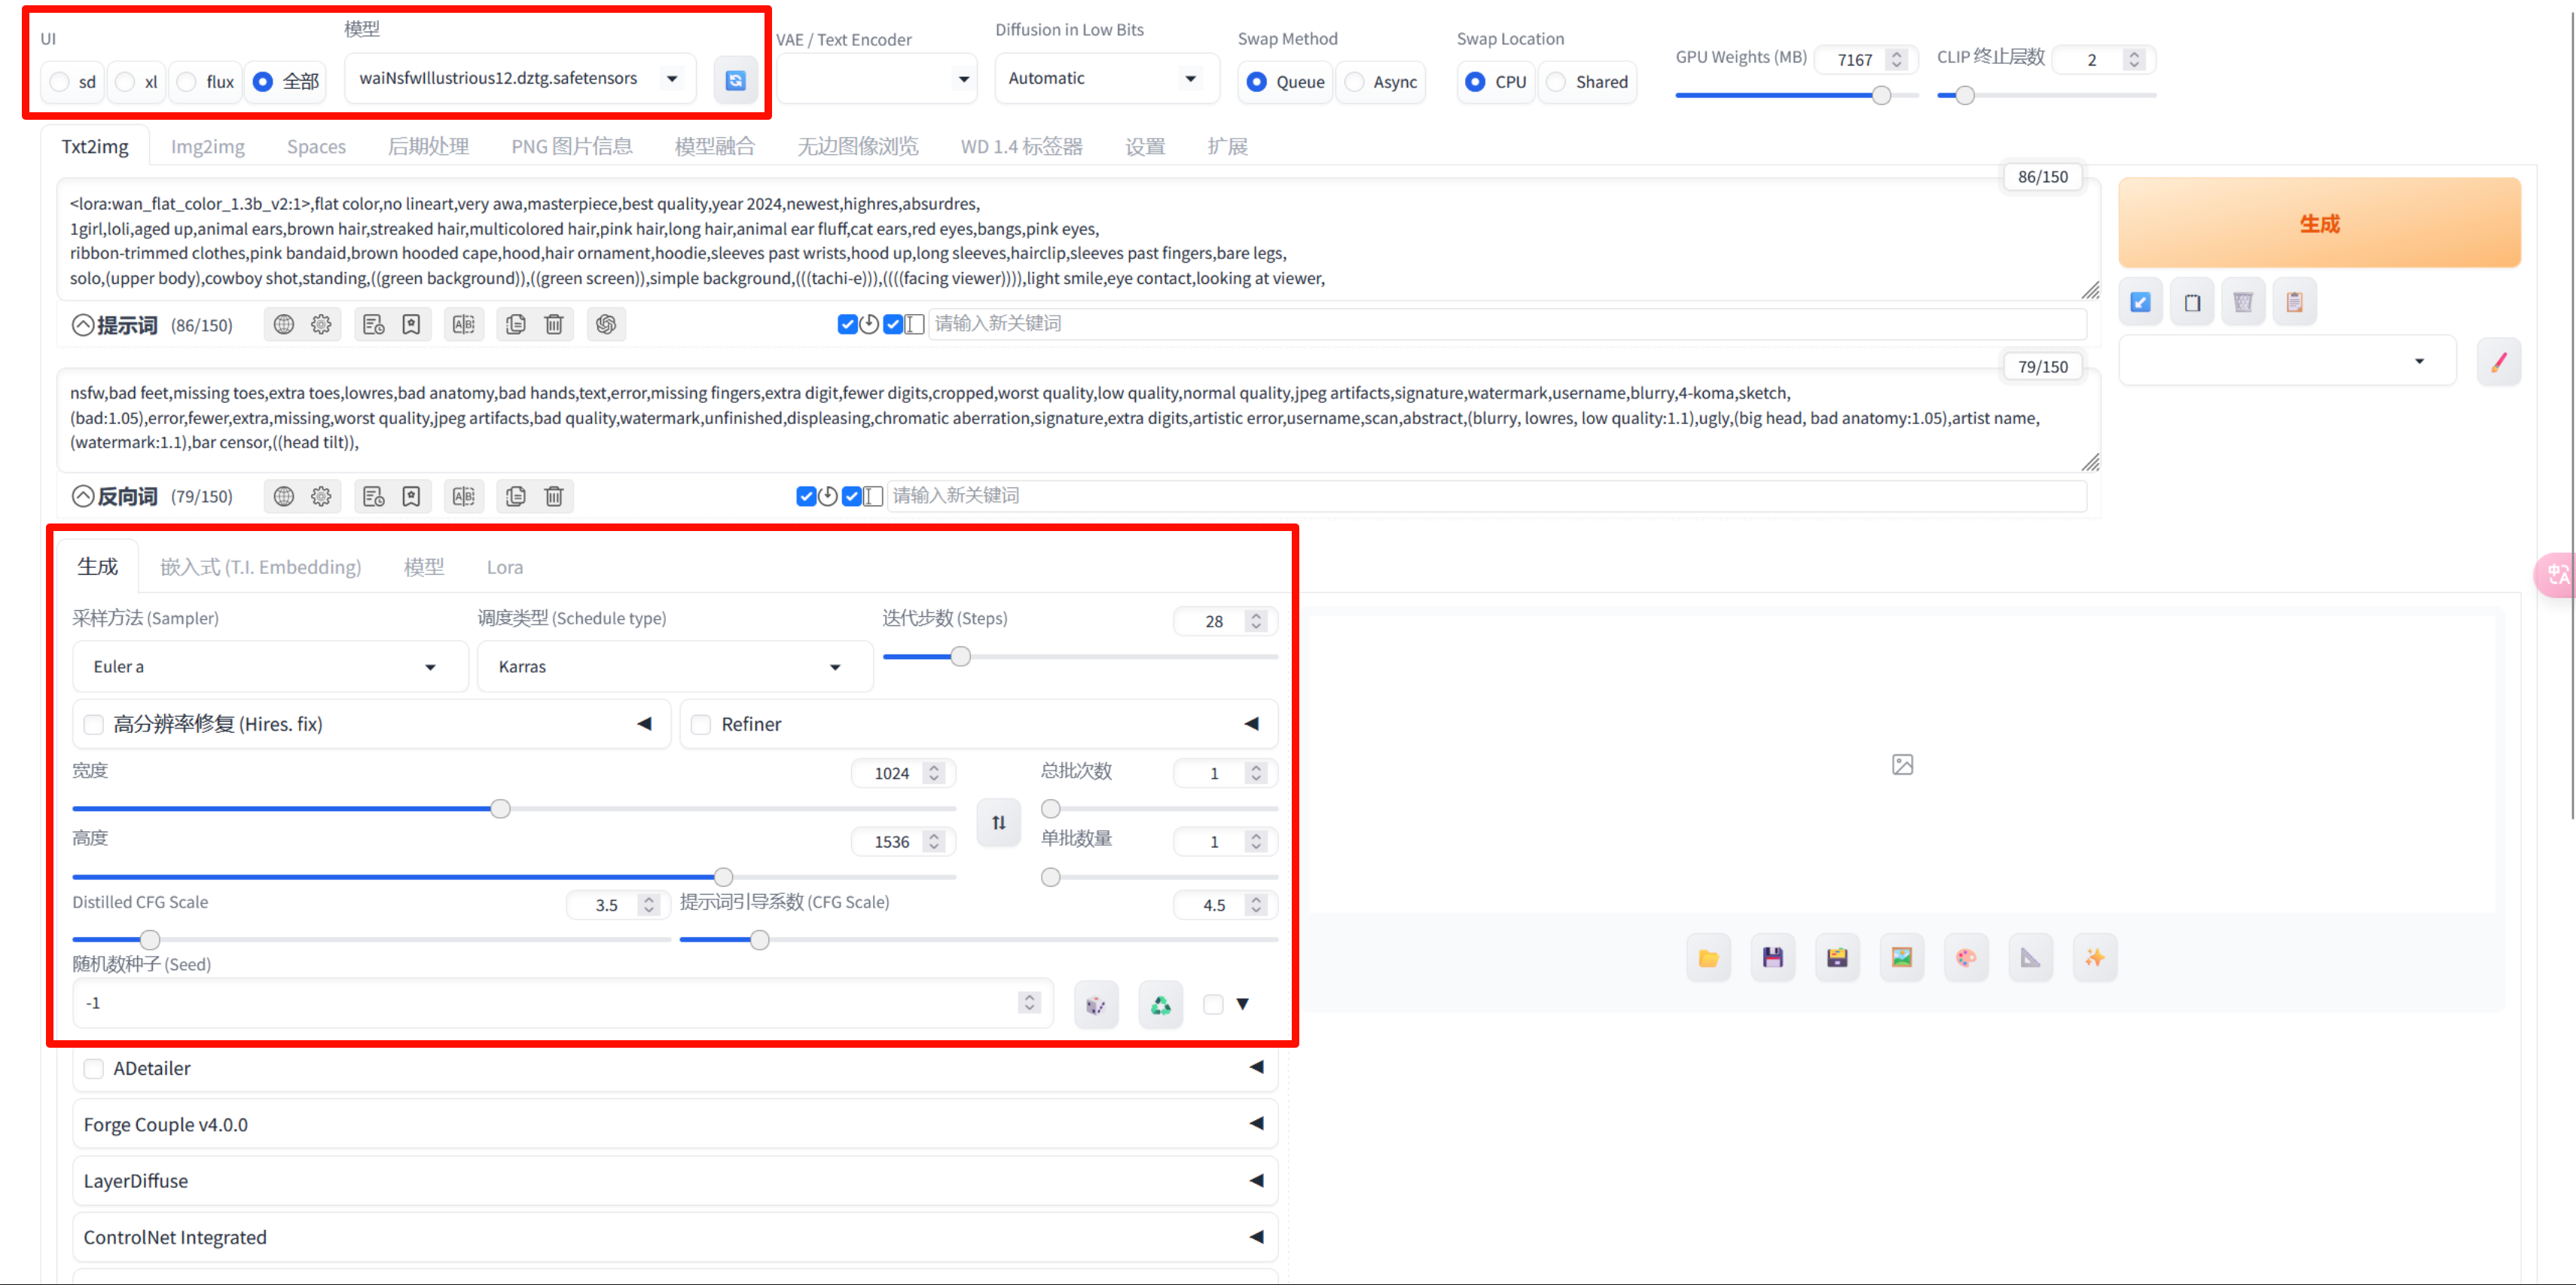 UI
模型
VAE / Text Encoder
Diffusion in Low Bits
Swap Method
Swap Location
GPU Weights (MB)
7167
CLIP 终止层数
2
sd
xl
flux
全部
waiNsfwIllustrious12.dztg.safetensors
Automatic
Queue
Async
CPU
Shared
Txt2img
Img2img
Spaces
后期处理
PNG 图片信息
模型融合
无边图像浏览
WD 1.4 标签器
设置
扩展
86/150
<lora:wan_flat_color_1.3b_v2:1>,flat color,no lineart,very awa,masterpiece,best quality,year 2024,newest,highres,absurdres,
1girl,loli,aged up,animal ears,brown hair,streaked hair,multicolored hair,pink hair,long hair,animal ear fluff,cat ears,red eyes,bangs,pink eyes,
ribbon-trimmed clothes,pink bandaid,brown hooded cape,hood,hair ornament,hoodie,sleeves past wrists,hood up,long sleeves,hairclip,sleeves past fingers,bare legs,
solo,(upper body),cowboy shot,standing,((green background)),((green screen)),simple background,(((tachi-e))),((((facing viewer)))),light smile,eye contact,looking at viewer,
生成
提示词 (86/150)
请输入新关键词
79/150
nsfw,bad feet,missing toes,extra toes,lowres,bad anatomy,bad hands,text,error,missing fingers,extra digit,fewer digits,cropped,worst quality,low quality,normal quality,jpeg artifacts,signature,watermark,username,blurry,4-koma,sketch,
(bad:1.05),error,fewer,extra,missing,worst quality,jpeg artifacts,bad quality,watermark,unfinished,displeasing,chromatic aberration,signature,extra digits,artistic error,username,scan,abstract,(blurry, lowres, low quality:1.1),ugly,(big head, bad anatomy:1.05),artist name,
(watermark:1.1),bar censor,((head tilt)),
反向词 (79/150)
请输入新关键词
生成
嵌入式 (T.I. Embedding)
模型
Lora
采样方法 (Sampler)
调度类型 (Schedule type)
迭代步数 (Steps)
28
Euler a
Karras
高分辨率修复 (Hires. fix)
Refiner
宽度
1024
总批次数
1
高度
1536
单批数量
1
Distilled CFG Scale
3.5
提示词引导系数 (CFG Scale)
4.5
随机数种子 (Seed)
-1
ADetailer
Forge Couple v4.0.0
LayerDiffuse
ControlNet Integrated